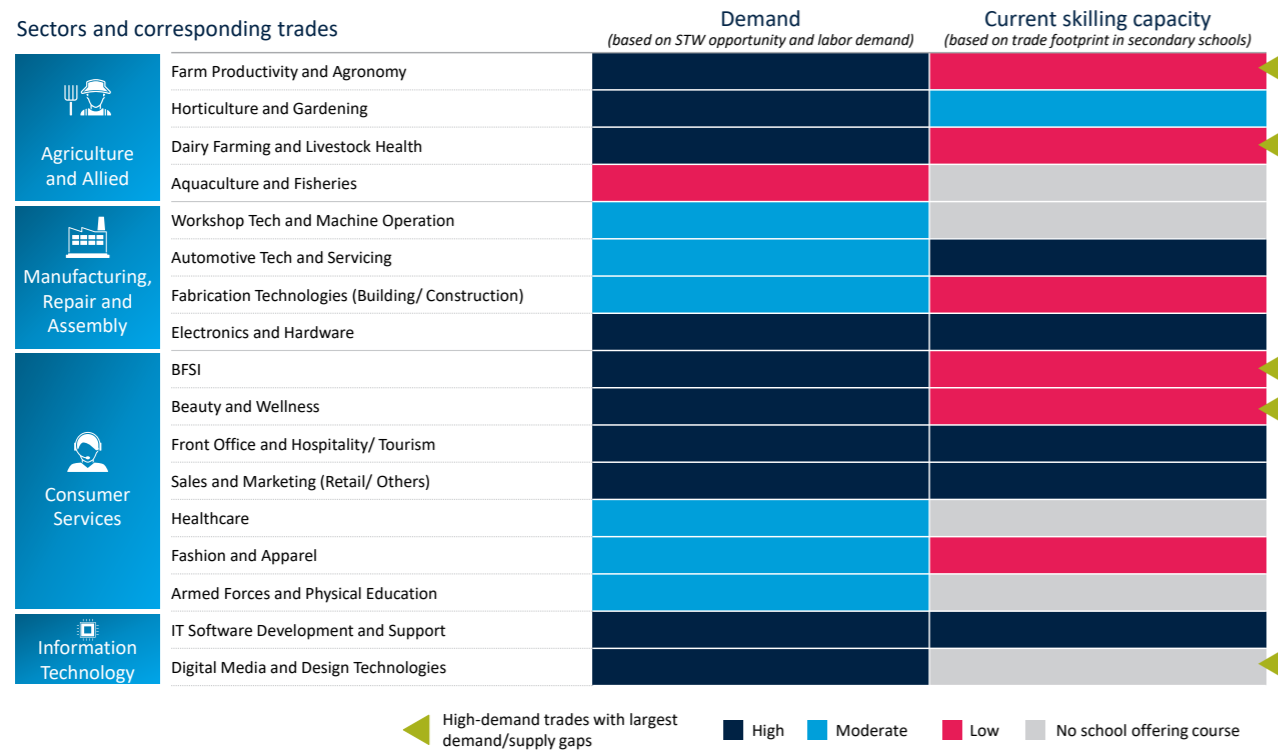 Sectors and corresponding trades
Demand
(based on STW opportunity and labor demand)
Current skilling capacity
(based on trade footprint in secondary schools)
Agriculture
and Allied
Farm Productivity and Agronomy
Horticulture and Gardening
Dairy Farming and Livestock Health
Aquaculture and Fisheries
Manufacturing,
Repair and
Assembly
Workshop Tech and Machine Operation
Automotive Tech and Servicing
Fabrication Technologies (Building/ Construction)
Electronics and Hardware
Consumer
Services
BFSI
Beauty and Wellness
Front Office and Hospitality/ Tourism
Sales and Marketing (Retail/ Others)
Healthcare
Fashion and Apparel
Armed Forces and Physical Education
Information
Technology
IT Software Development and Support
Digital Media and Design Technologies
High-demand trades with largest
demand/supply gaps
High
Moderate
Low
No school offering course